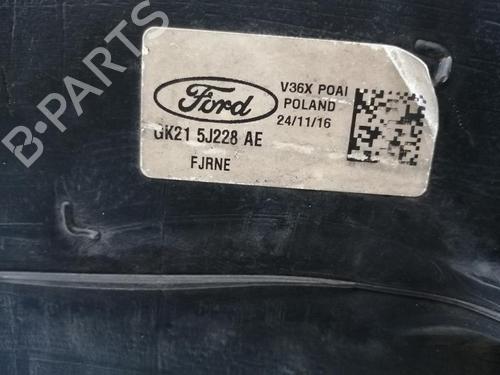 B-PARTS
Ford
V36X POAI
POLAND
24/11/16
GK21 5J228 AE
FJRNE